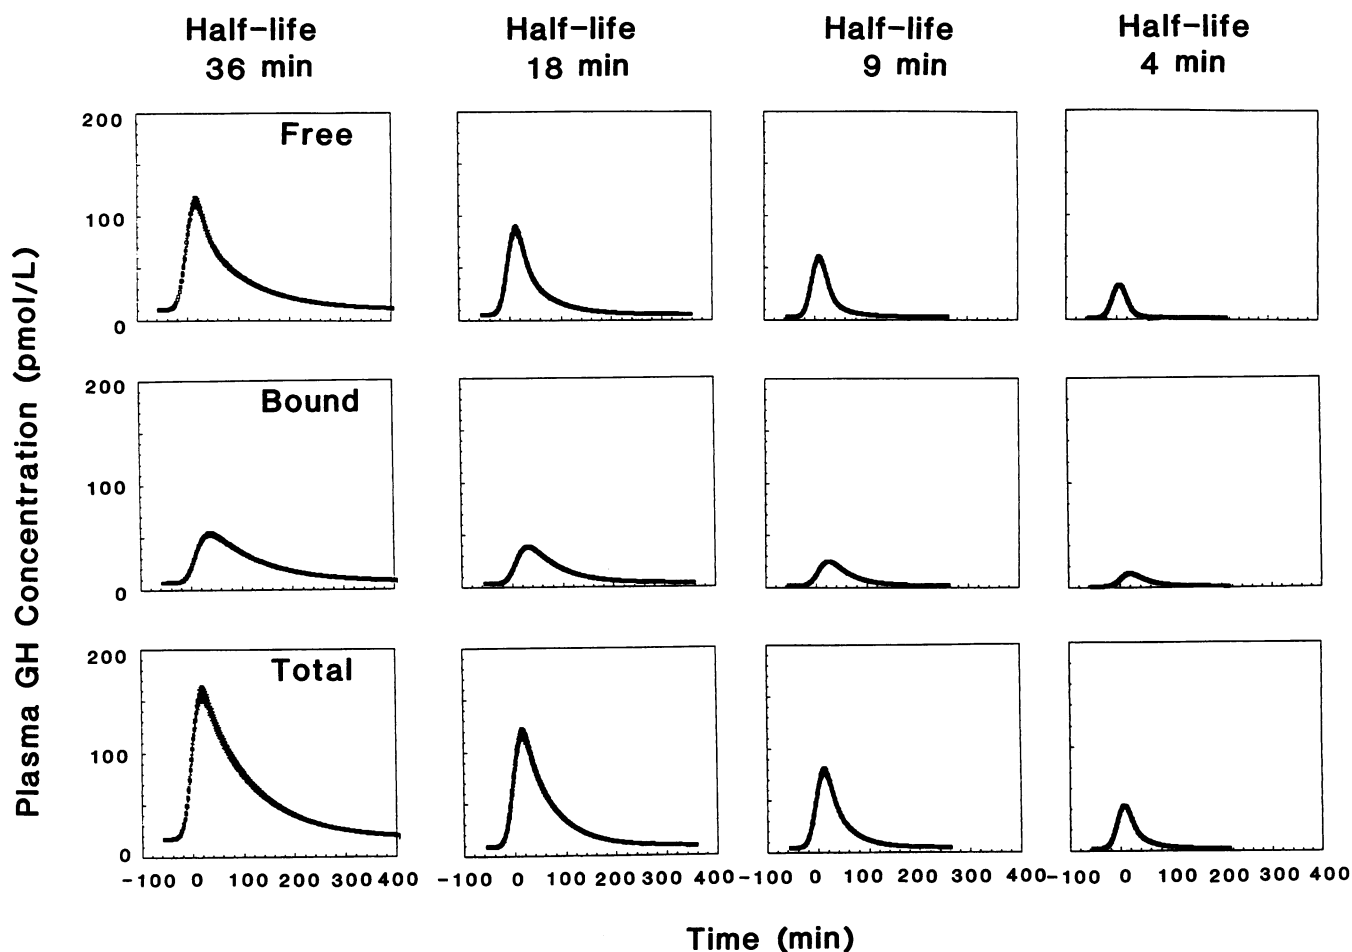 Half-life Half-life Half-life Half-life
36 min 18 min 9 min 4 min
Plasma GH Concentration (pmol/L)
200
Free
100
0
200
Bound
100
0
200
Total
100
0
-100 0 100 200 300 400 -100 0 100 200 300 400 -100 0 100 200 300 400 -100 0 100 200 300 400
Time (min)